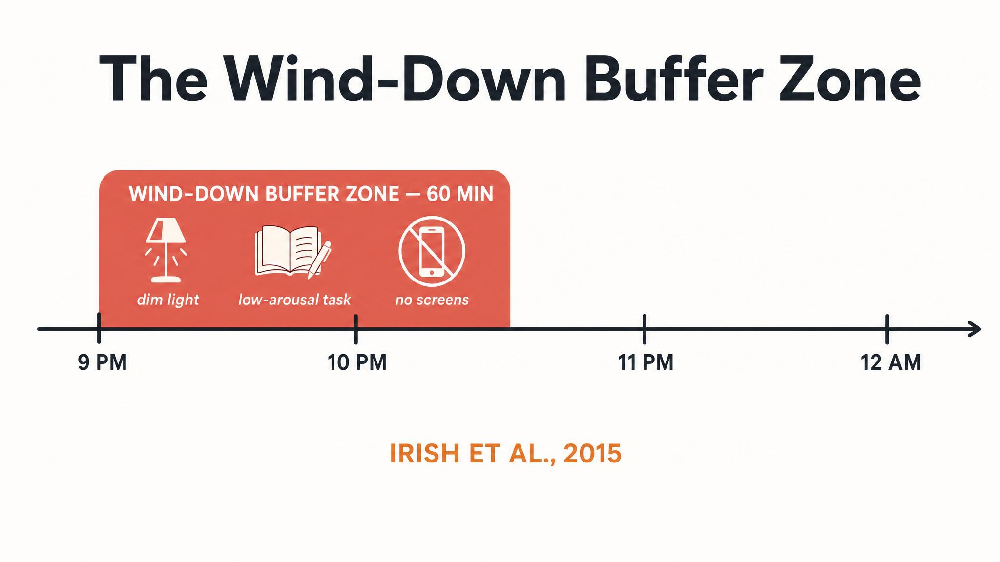 The Wind-Down Buffer Zone
WIND-DOWN BUFFER ZONE — 60 MIN
dim light low-arousal task no screens
9 PM 10 PM 11 PM 12 AM
IRISH ET AL., 2015